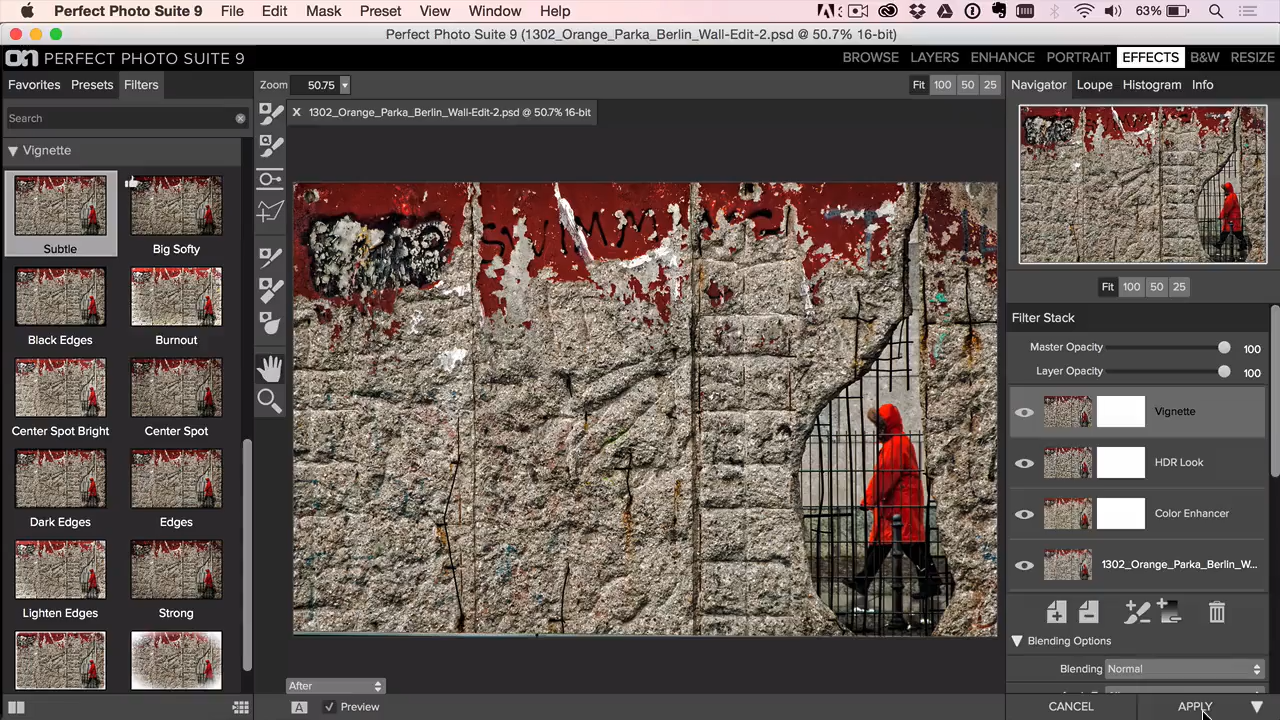 Perfect Photo Suite 9 File Edit Mask Preset View Window Help 63%
Perfect Photo Suite 9 (1302_Orange_Parka_Berlin_Wall-Edit-2.psd @ 50.7% 16-bit)
on PERFECT PHOTO SUITE 9 BROWSE LAYERS ENHANCE PORTRAIT EFFECTS B&W RESIZE
Favorites Presets Filters Zoom 50.75 Fit 100 50 25 Navigator Loupe Histogram Info
Search
X 1302_Orange_Parka_Berlin_Wall-Edit-2.psd @ 50.7% 16-bit
Vignette
Subtle Big Softy
SWIMMING
Black Edges Burnout
Center Spot Bright Center Spot
Dark Edges Edges
Lighten Edges Strong
Fit 100 50 25
Filter Stack
Master Opacity 100
Layer Opacity 100
Vignette
HDR Look
Color Enhancer
1302_Orange_Parka_Berlin_W...
Blending Options
Blending Normal
After
A Preview
CANCEL APPLY